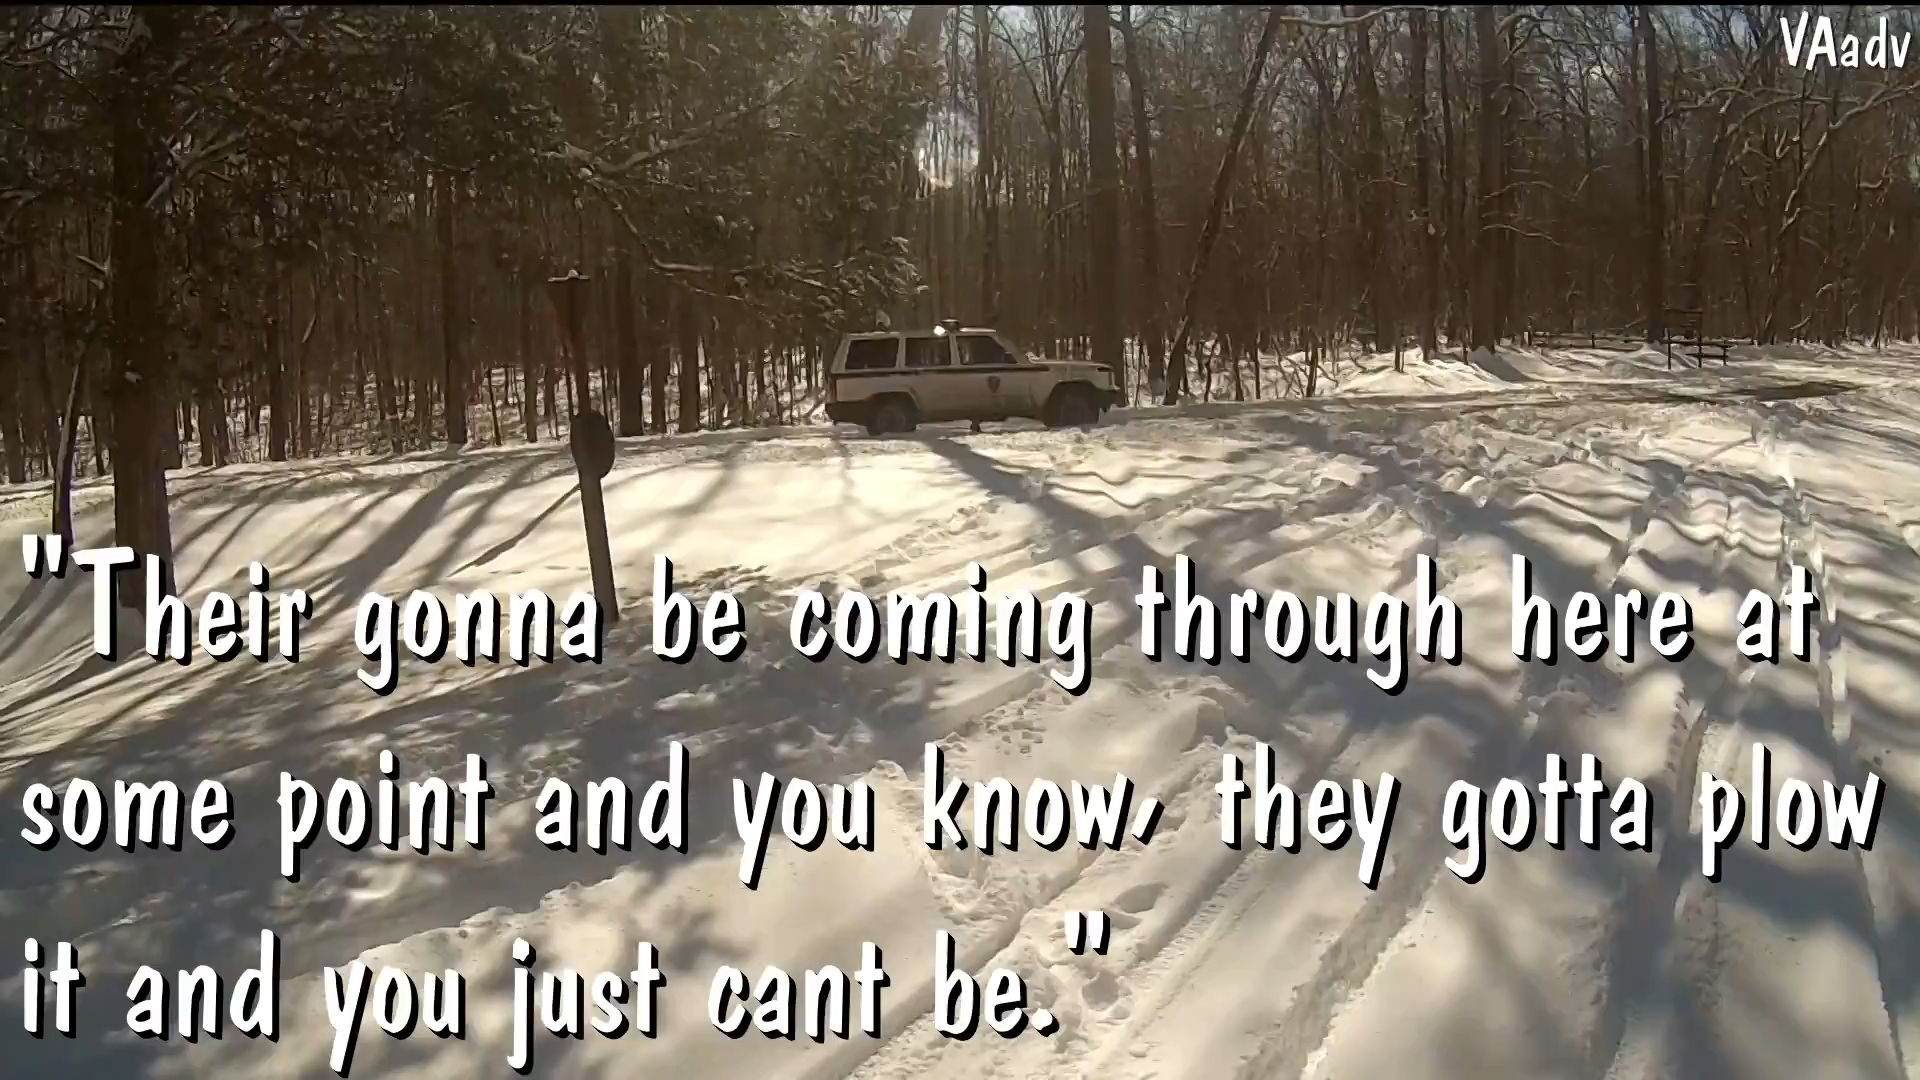 VAadv
"Their gonna be coming through here at
some point and you know, they gotta plow
it and you just cant be."